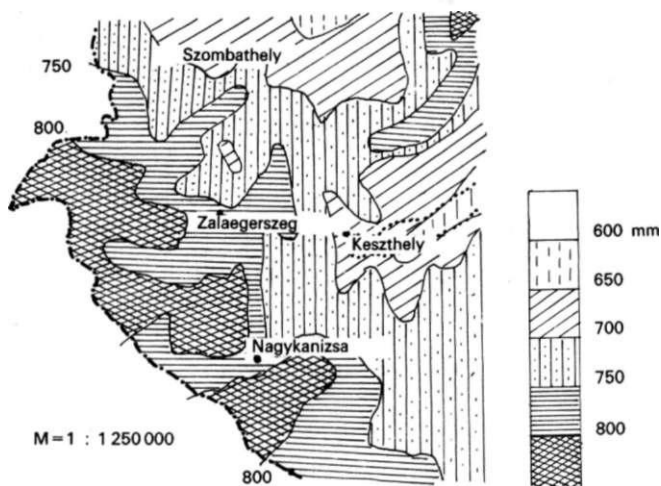 Szombathely
750
800
Zalaegerszeg
Keszthely
Nagykanizsa
M = 1 : 1 250 000
800
600 mm
650
700
750
800